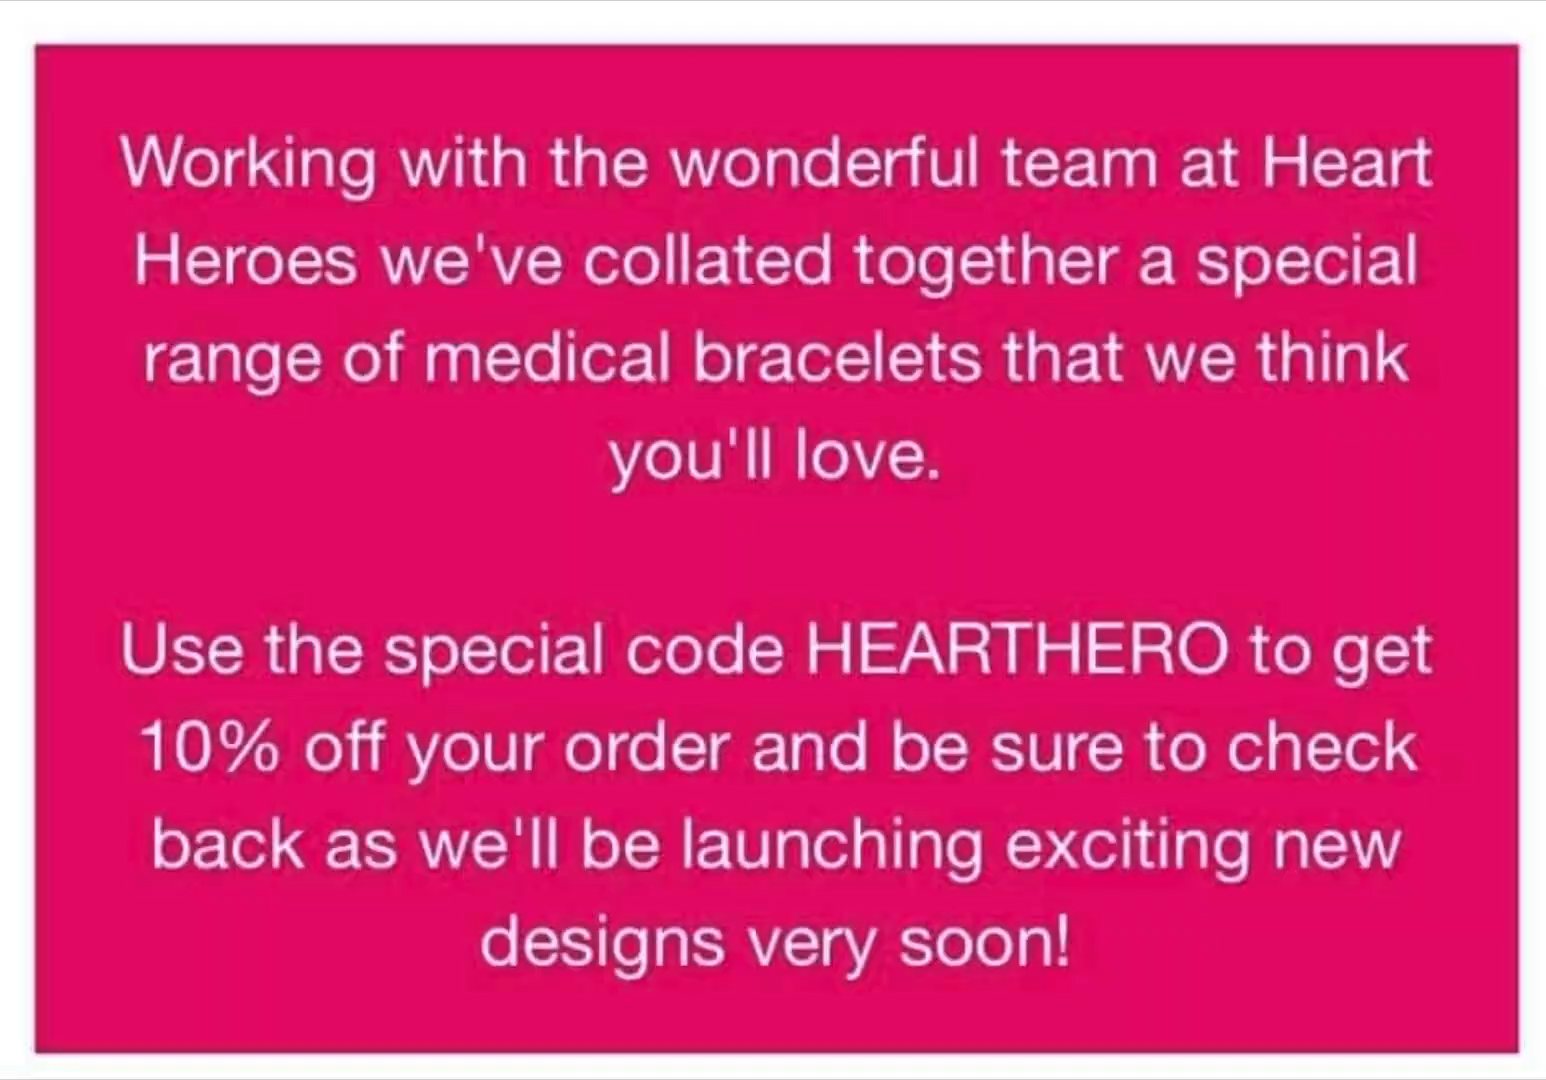 Working with the wonderful team at Heart
Heroes we've collated together a special
range of medical bracelets that we think
you'll love.
Use the special code HEARTHERO to get
10% off your order and be sure to check
back as we'll be launching exciting new
designs very soon!